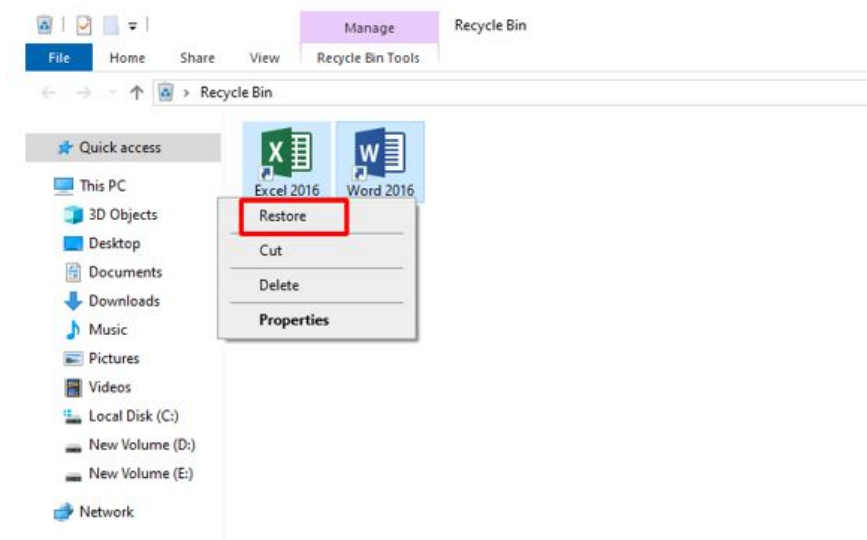 Manage Recycle Bin
File Home Share View Recycle Bin Tools
Recycle Bin
Quick access
This PC
3D Objects
Desktop
Documents
Downloads
Music
Pictures
Videos
Local Disk (C:)
New Volume (D:)
New Volume (E:)
Network
Excel 2016 Word 2016
Restore
Cut
Delete
Properties